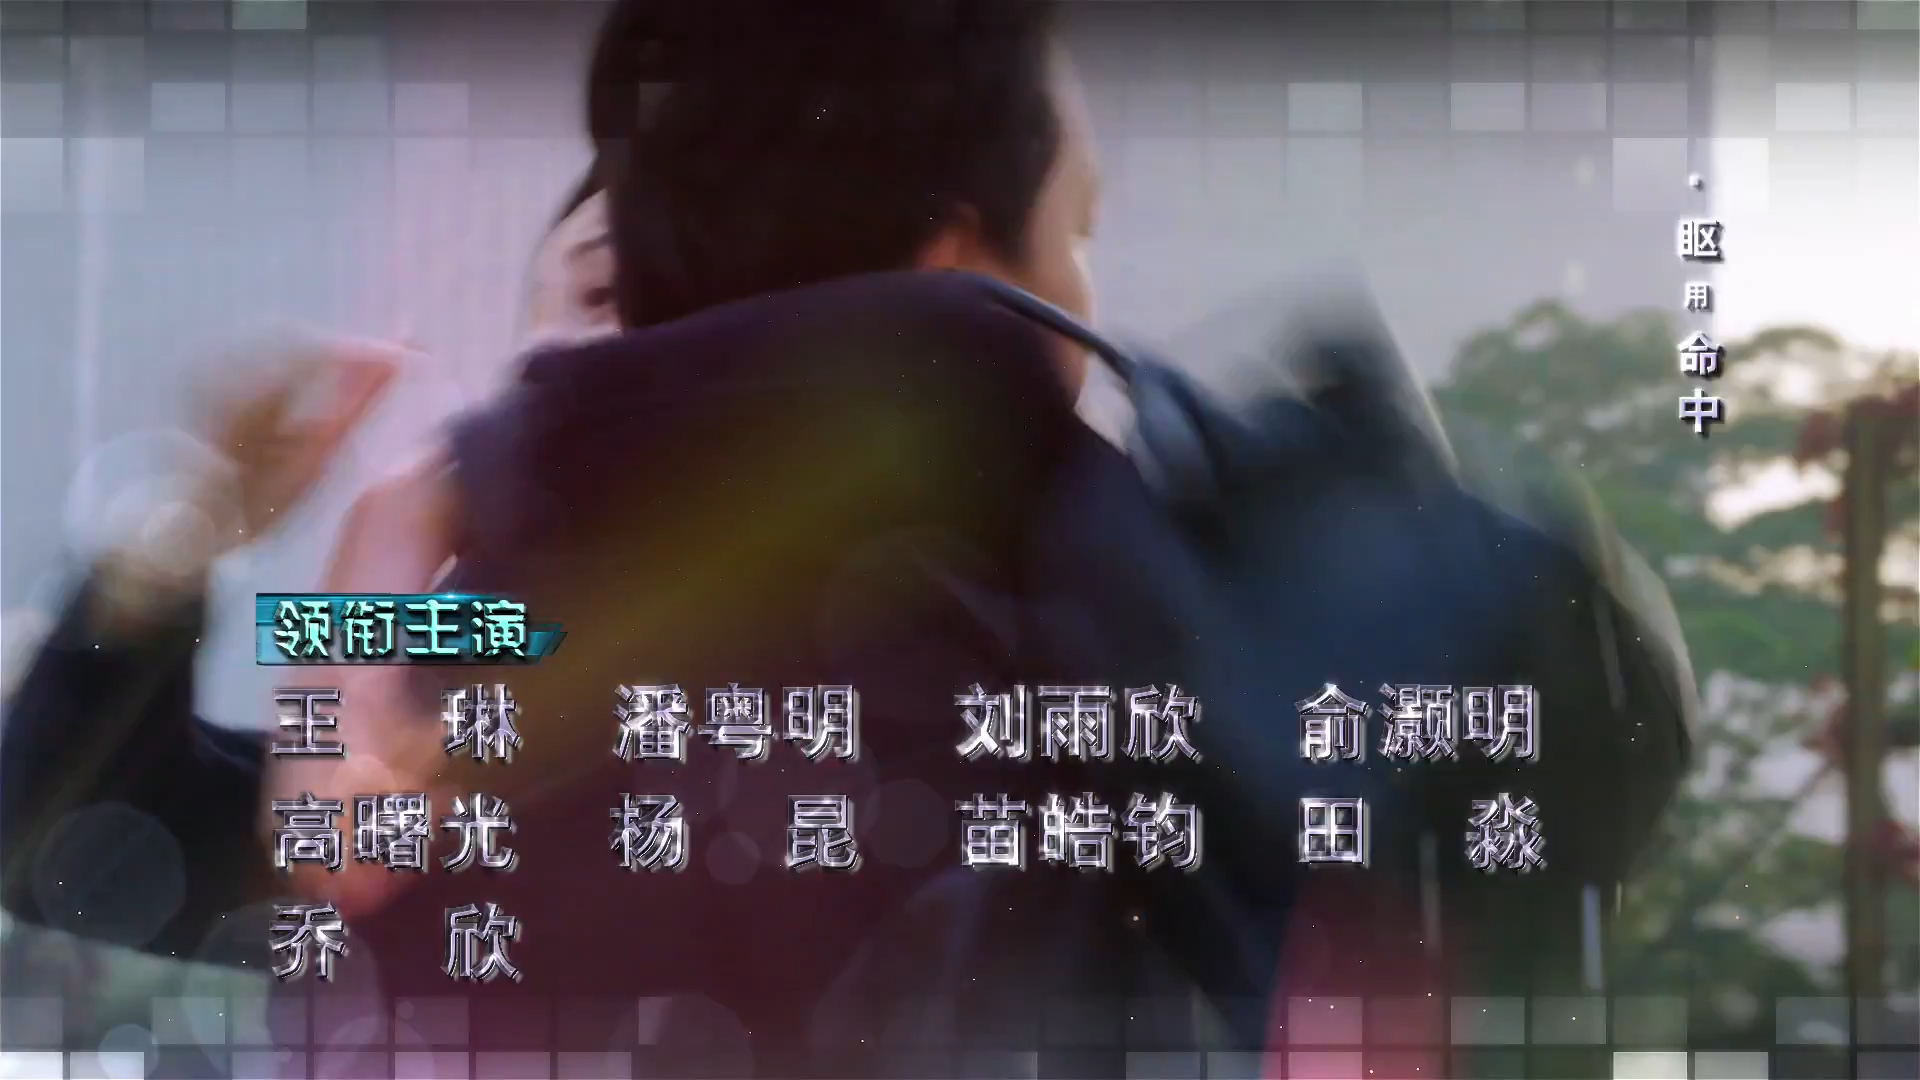 ·眍用命中
领衔主演
王琳 潘粤明 刘雨欣 俞灏明
高曙光 杨昆 苗皓钧 田淼
乔欣